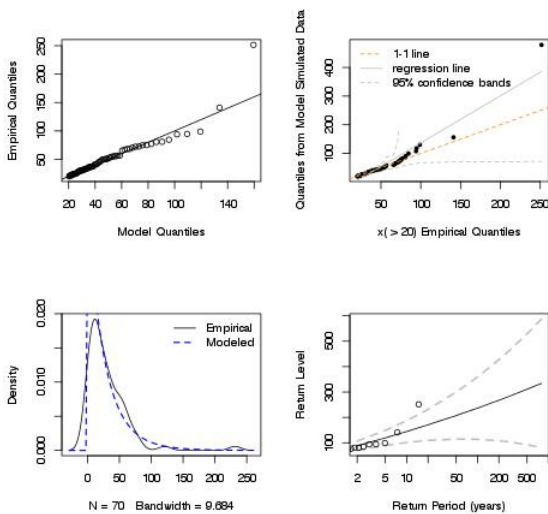 Empirical Quantiles
50 150 250
20 40 60 80 100 120 140
Model Quantiles
Quantiles from Model Simulated Data
100 200 300 400
1-1 line
regression line
95% confidence bands
50 100 150 200 250
x( > 20) Empirical Quantiles
Density
0.000 0.010 0.020
Empirical
Modeled
0 50 100 150 200 250
N = 70 Bandwidth = 9.684
Return Level
100 300 500
2 5 10 50 100 500
Return Period (years)